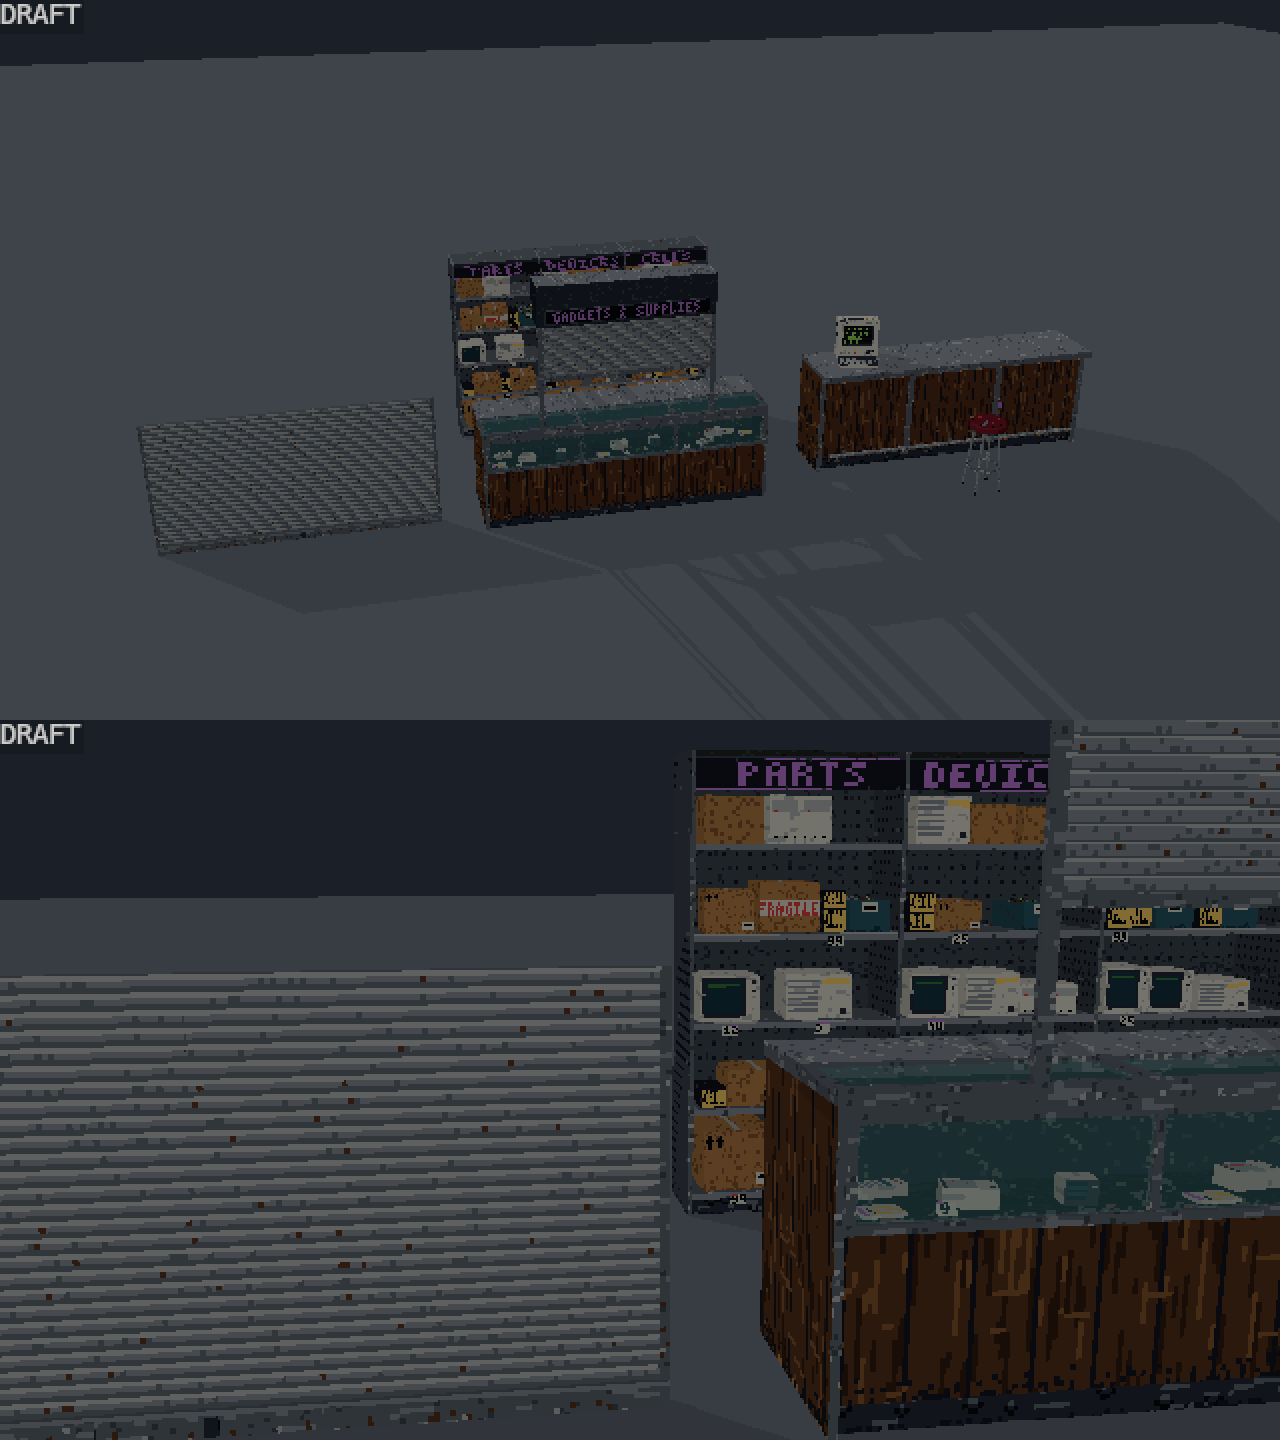 DRAFT
PARTS DEVICES CELLS
GADGETS & SUPPLIES
DRAFT
PARTS DEVIC
FRAGILE